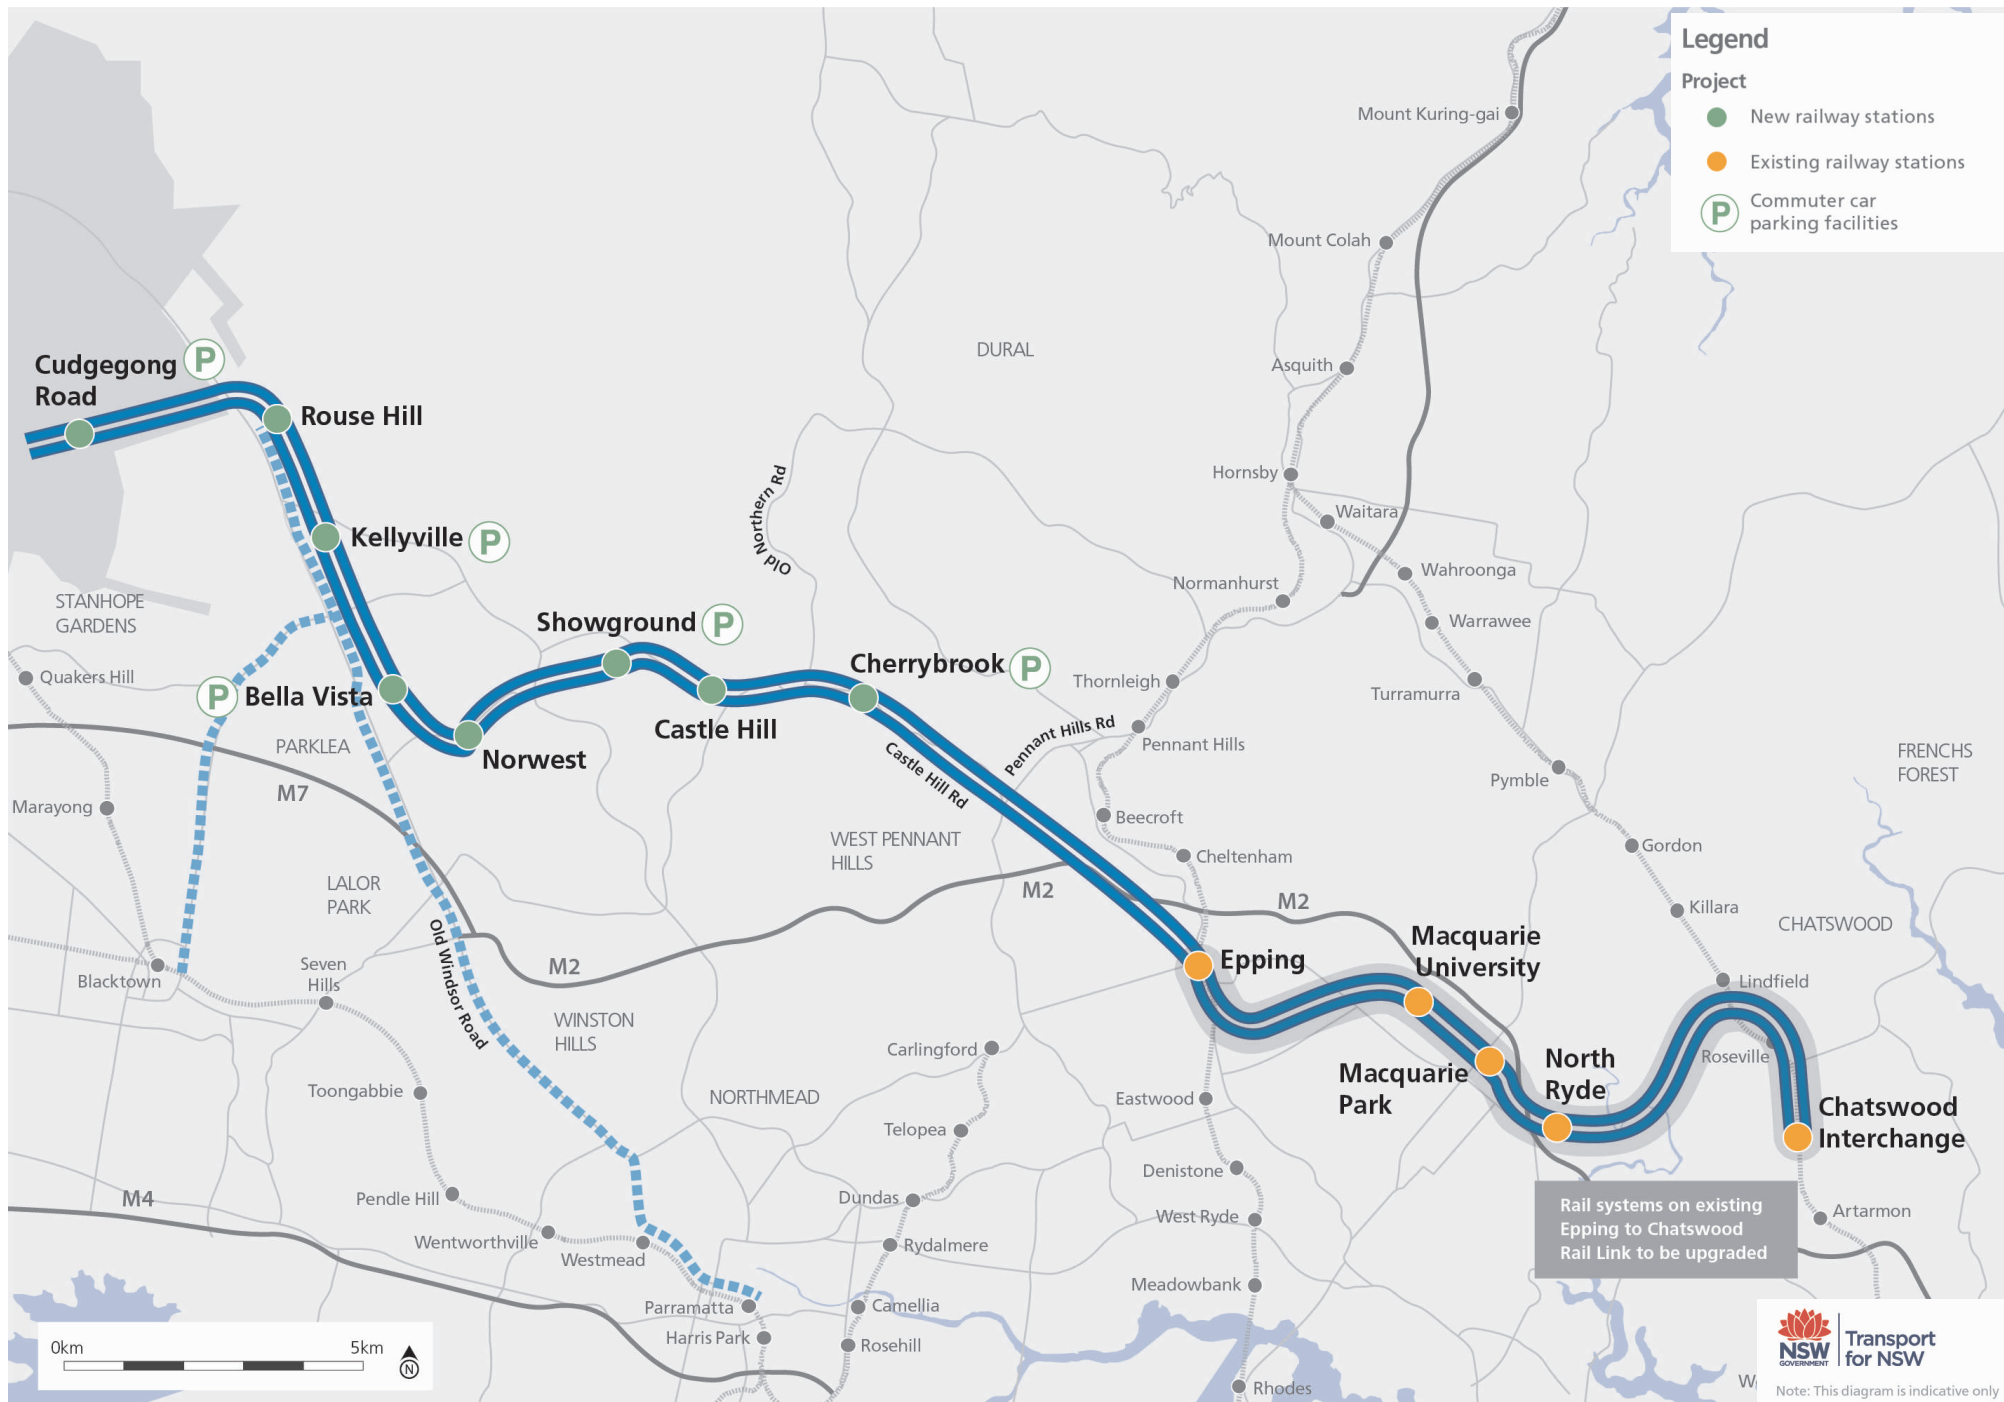 Legend
Project
New railway stations
Existing railway stations
P
Commuter car
parking facilities
Mount Kuring-gai
Mount Colah
DURAL
Asquith
Cudgegong
Road
P
Rouse Hill
Hornsby
Waitara
Old Northern Rd
Kellyville
P
Normanhurst
Wahroonga
STANHOPE
GARDENS
Showground
P
Warrawee
Cherrybrook
P
Quakers Hill
Thornleigh
Turramurra
P
Bella Vista
Castle Hill
Norwest
PARKLEA
Pennant Hills Rd
Pennant Hills
Castle Hill Rd
FRENCHS
FOREST
Pymble
M7
Marayong
Beecroft
WEST PENNANT
HILLS
Cheltenham
Gordon
LALOR
PARK
M2
M2
Killara
CHATSWOOD
Old Windsor Road
Macquarie
University
Epping
M2
Seven
Hills
Blacktown
Lindfield
WINSTON
HILLS
Carlingford
Roseville
North
Ryde
Macquarie
Park
Toongabbie
NORTHMEAD
Eastwood
Chatswood
Interchange
Telopea
Denistone
M4
Pendle Hill
Dundas
Rail systems on existing
Epping to Chatswood
Rail Link to be upgraded
Artarmon
West Ryde
Wentworthville
Westmead
Rydalmere
Meadowbank
Parramatta
Camellia
Harris Park
Rosehill
0km
5km
N
Rhodes
NSW
GOVERNMENT
Transport
for NSW
W
Note: This diagram is indicative only